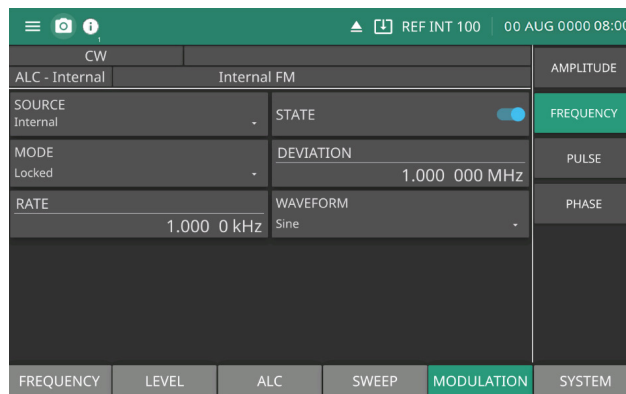 1
REF INT 100
00 AUG 0000 08:00
CW
ALC - Internal
Internal FM
AMPLITUDE
SOURCE
Internal
STATE
FREQUENCY
MODE
Locked
DEVIATION
1.000 000 MHz
PULSE
RATE
1.000 0 kHz
WAVEFORM
Sine
PHASE
FREQUENCY
LEVEL
ALC
SWEEP
MODULATION
SYSTEM